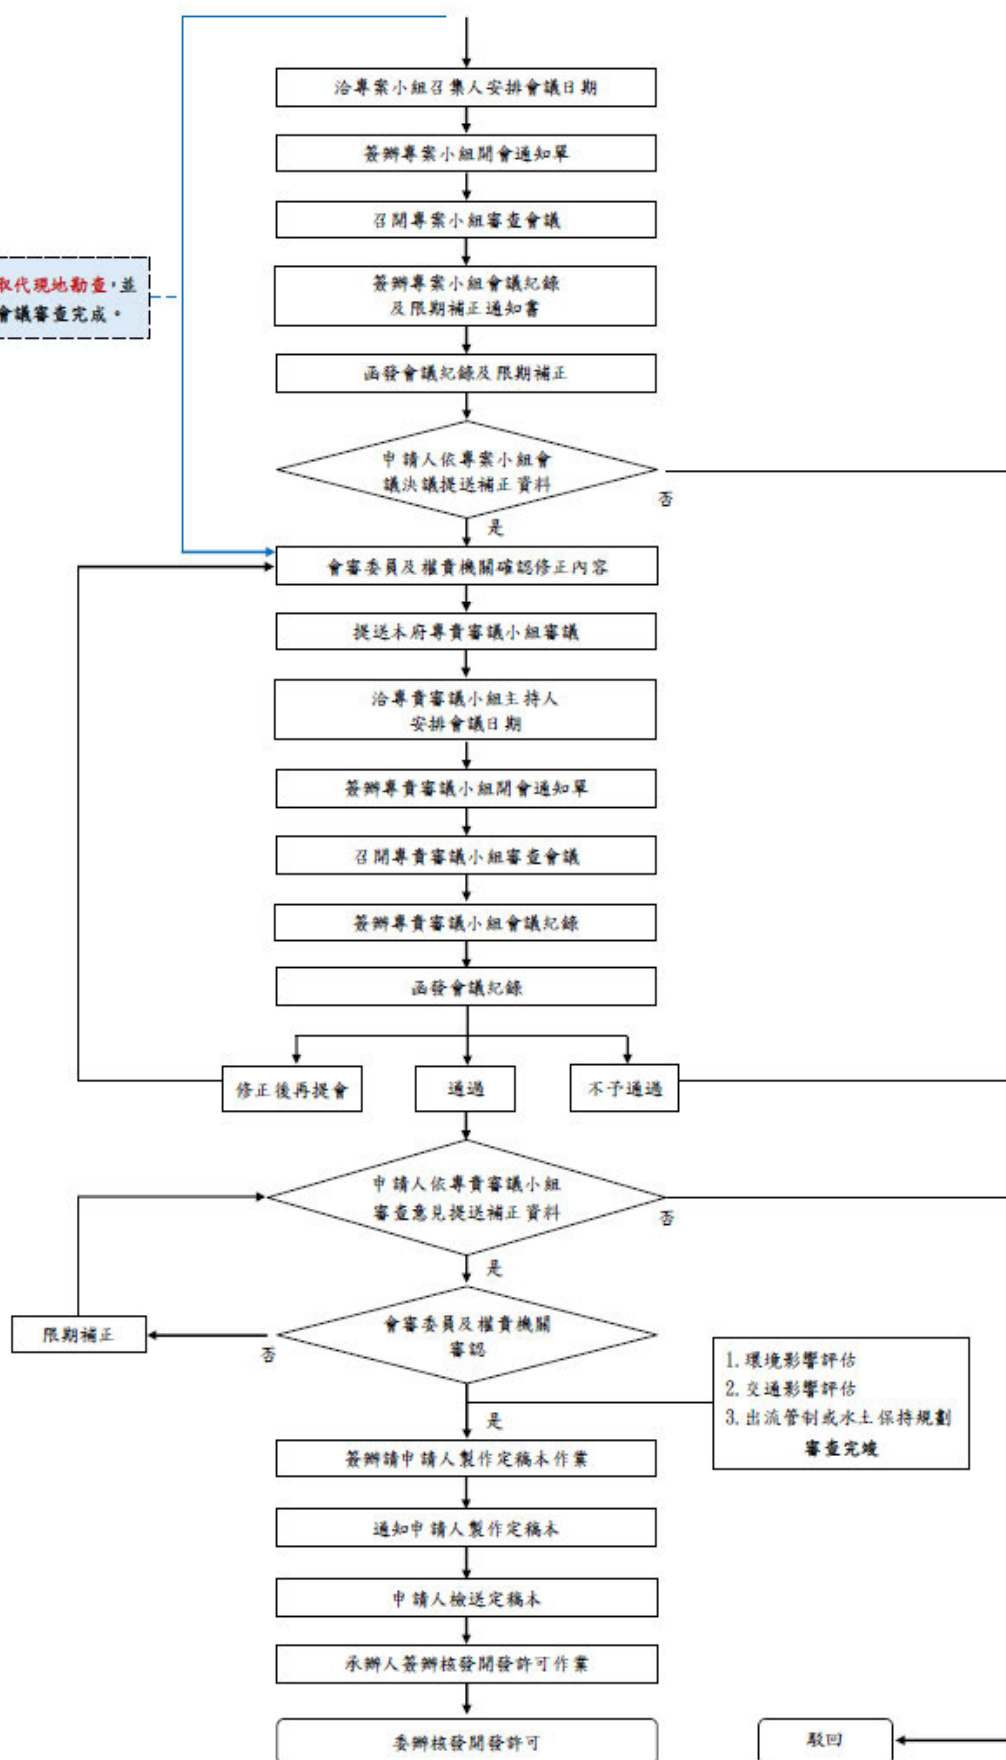 洽專案小組召集人安排會議日期
簽辦專案小組開會通知單
召開專案小組審查會議
取代現地勘查，並
會議審查完成。
簽辦專案小組會議紀錄
及限期補正通知書
函發會議紀錄及限期補正
申請人依專案小組會
議決議提送補正資料
否
是
會審委員及權責機關確認修正內容
提送本府專責審議小組審議
洽專責審議小組主持人
安排會議日期
簽辦專責審議小組開會通知單
召開專責審議小組審查會議
簽辦專責審議小組會議紀錄
函發會議紀錄
修正後再提會
通過
不予通過
申請人依專責審議小組
審查意見提送補正資料
否
是
會審委員及權責機關
審認
限期補正
否
是
1.環境影響評估
2.交通影響評估
3.出流管制或水土保持規劃
審查完竣
簽辦請申請人製作定稿本作業
通知申請人製作定稿本
申請人檢送定稿本
承辦人簽辦核發開發許可作業
委辦核發開發許可
駁回